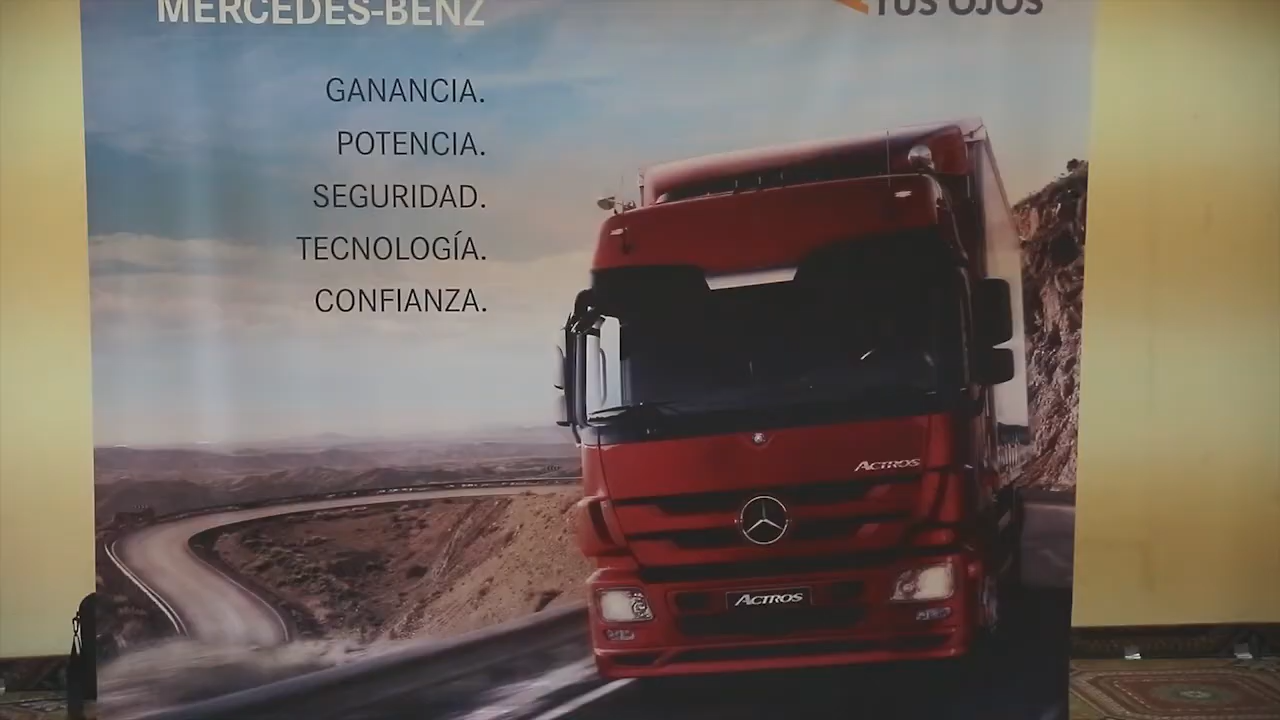 MERCEDES-BENZ
TUS OJOS
GANANCIA.
POTENCIA.
SEGURIDAD.
TECNOLOGÍA.
CONFIANZA.
ACTROS
ACTROS